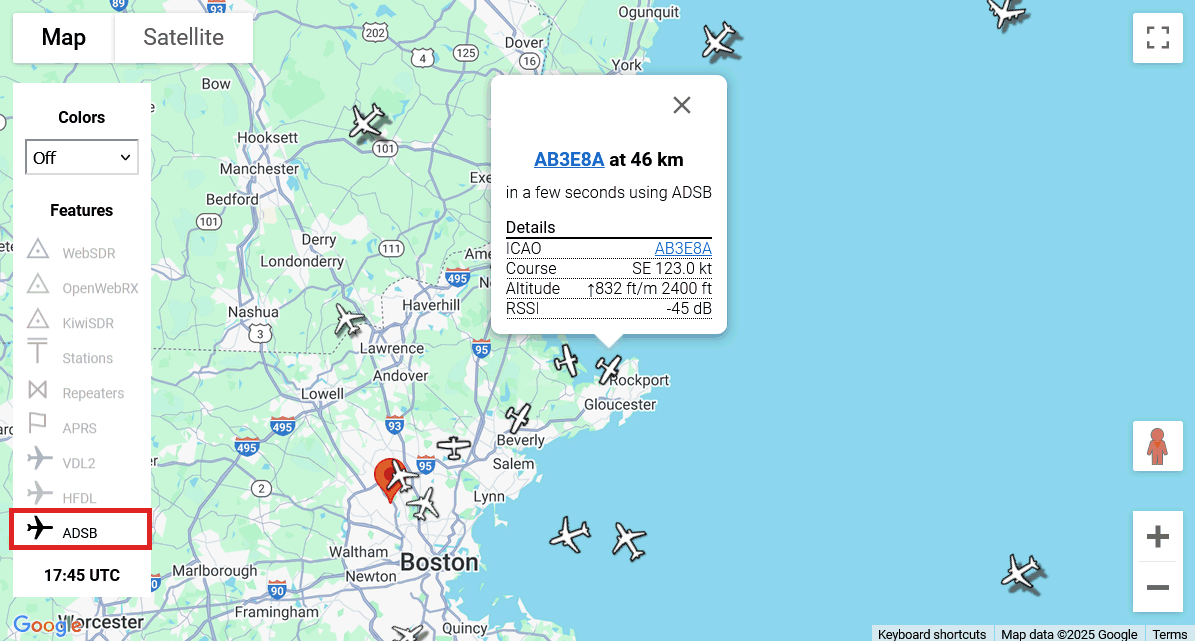 Map
Satellite
Colors
Off
Features
WebSDR
OpenWebRX
KiwiSDR
Stations
Repeaters
APRS
VDL2
HFDL
ADSB
17:45 UTC
AB3E8A at 46 km
in a few seconds using ADSB
Details
ICAO AB3E8A
Course SE 123.0 kt
Altitude ↑832 ft/m 2400 ft
RSSI -45 dB
89
93
202
4
125
16
Ogunquit
Dover
York
Bow
101
Hooksett
Manchester
Exe
Bedford
101
Derry
111
Londonderry
Ame
495
Nashua
3
Haverhill
N
Lawrence
95
Andover
Rockport
Lowell
Gloucester
495
93
Beverly
495
95
Salem
2
Lynn
Waltham
Boston
Marlborough
Newton
90
Framingham
Quincy
Worcester
Google
Keyboard shortcuts
Map data ©2025 Google
Terms